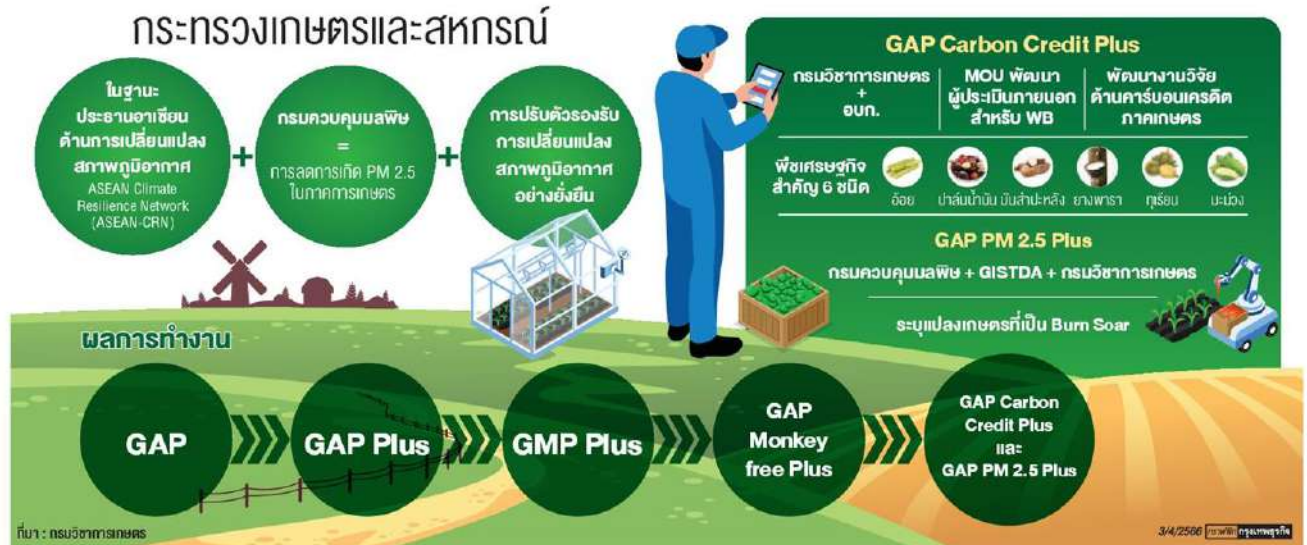 กระทรวงเกษตรและสหกรณ์
ในฐานะ
ประธานอาเซียน
ด้านการเปลี่ยนแปลง
สภาพภูมิอากาศ
ASEAN Climate
Resilience Network
(ASEAN-CRN)
+
กรมควบคุมมลพิษ
=
การลดการเกิด PM 2.5
ในภาคการเกษตร
+
การปรับตัวรองรับ
การเปลี่ยนแปลง
สภาพภูมิอากาศ
อย่างยั่งยืน
GAP Carbon Credit Plus
กรมวิชาการเกษตร
+
อบก.
MOU พัฒนา
ผู้ประเมินภายนอก
สำหรับ WB
พัฒนางานวิจัย
ด้านคาร์บอนเครดิต
ภาคเกษตร
พืชเศรษฐกิจ
สำคัญ 6 ชนิด
อ้อย
ปาล์มน้ำมัน
มันสำปะหลัง
ยางพารา
ทุเรียน
มะม่วง
GAP PM 2.5 Plus
กรมควบคุมมลพิษ + GISTDA + กรมวิชาการเกษตร
ระบุแปลงเกษตรที่เป็น Burn Soar
ผลการทำงาน
GAP
GAP Plus
GMP Plus
GAP
Monkey
free Plus
GAP Carbon
Credit Plus
และ
GAP PM 2.5 Plus
ที่มา : กรมวิชาการเกษตร
3/4/2566 กราฟฟิก กรุงเทพธุรกิจ